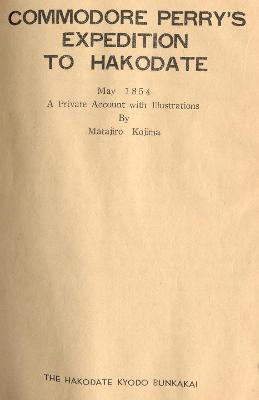 COMMODORE PERRY'S
EXPEDITION
TO HAKODATE
May 1854
A Private Account with Illustrations
By
Matajiro Kojima
THE HAKODATE KYODO BUNKAKAI